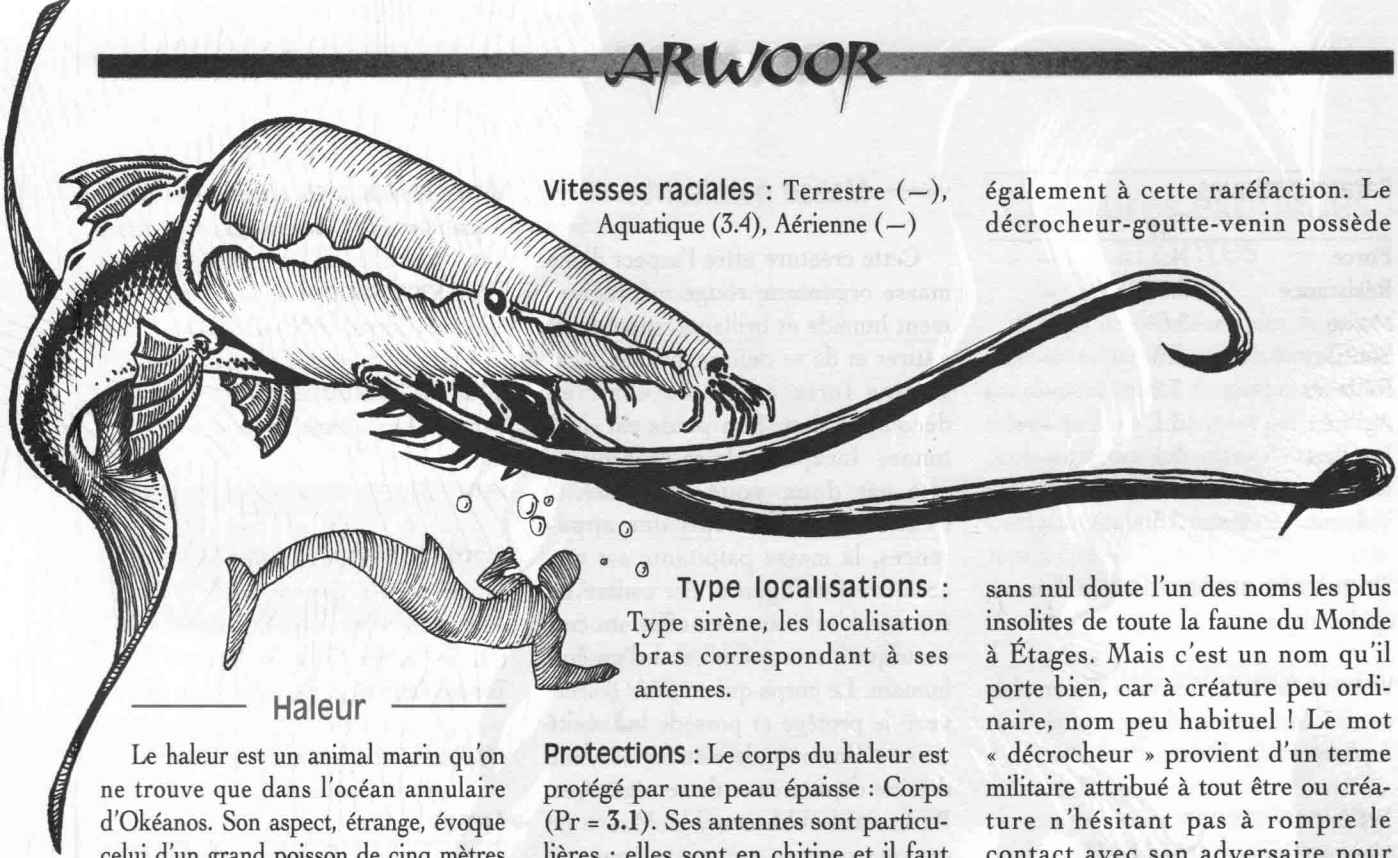 ARWOOR
Haleur
Le haleur est un animal marin qu'on
ne trouve que dans l'océan annulaire
d'Okéanos. Son aspect, étrange, évoque
celui d'un grand poisson de cinq mètres
Vitesses raciales : Terrestre (—),
Aquatique (3.4), Aérienne (—)
Type localisations :
Type sirène, les localisation
bras correspondant à ses
antennes.
Protections : Le corps du haleur est
protégé par une peau épaisse : Corps
(Pr = 3.1). Ses antennes sont particu-
lières : elles sont en chitine et il faut
également à cette raréfaction. Le
décrocheur-goutte-venin possède
sans nul doute l'un des noms les plus
insolites de toute la faune du Monde
à Étages. Mais c'est un nom qu'il
porte bien, car à créature peu ordi-
naire, nom peu habituel ! Le mot
« décrocheur » provient d'un terme
militaire attribué à tout être ou créa-
ture n'hésitant pas à rompre le
contact avec son adversaire pour